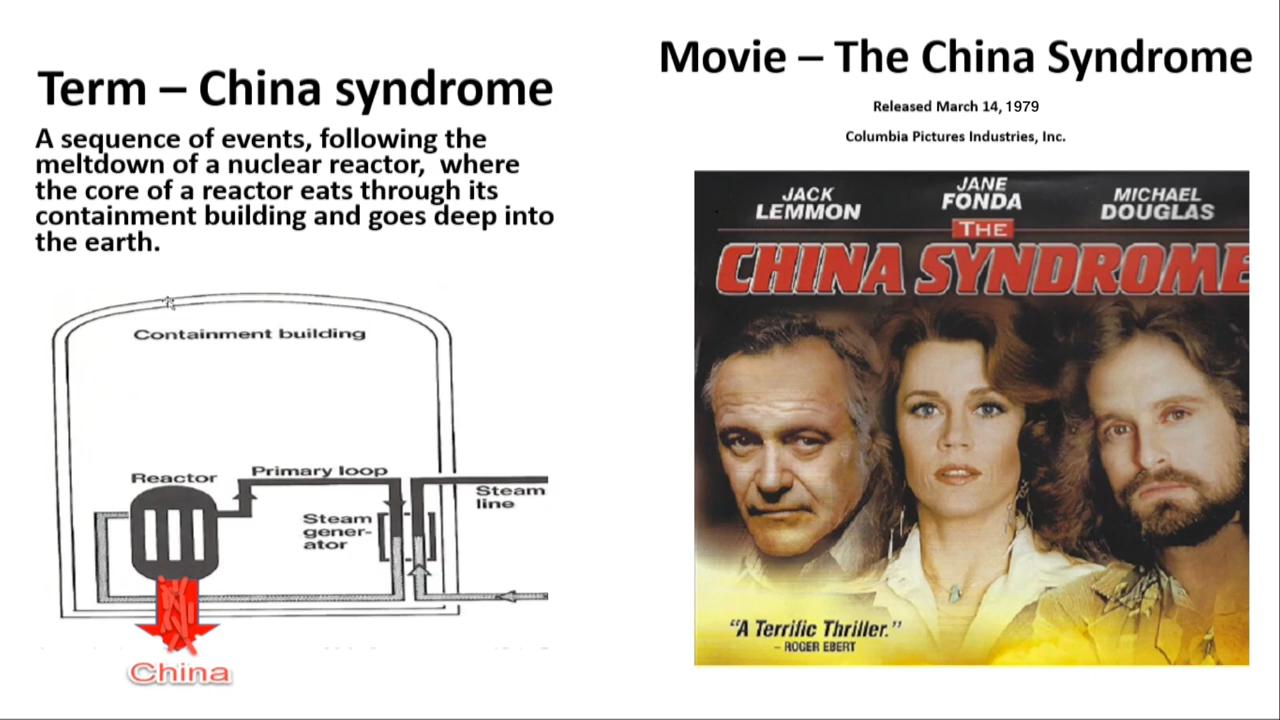 Term – China syndrome
A sequence of events, following the
meltdown of a nuclear reactor,  where
the core of a reactor eats through its
containment building and goes deep into
the earth.
Containment building
Reactor
Primary loop
Steam
line
Steam
gener-
ator
China
Movie – The China Syndrome
Released March 14, 1979
Columbia Pictures Industries, Inc.
JACK
LEMMON
JANE
FONDA
MICHAEL
DOUGLAS
THE
CHINA SYNDROME
“A Terrific Thriller.”
– ROGER EBERT